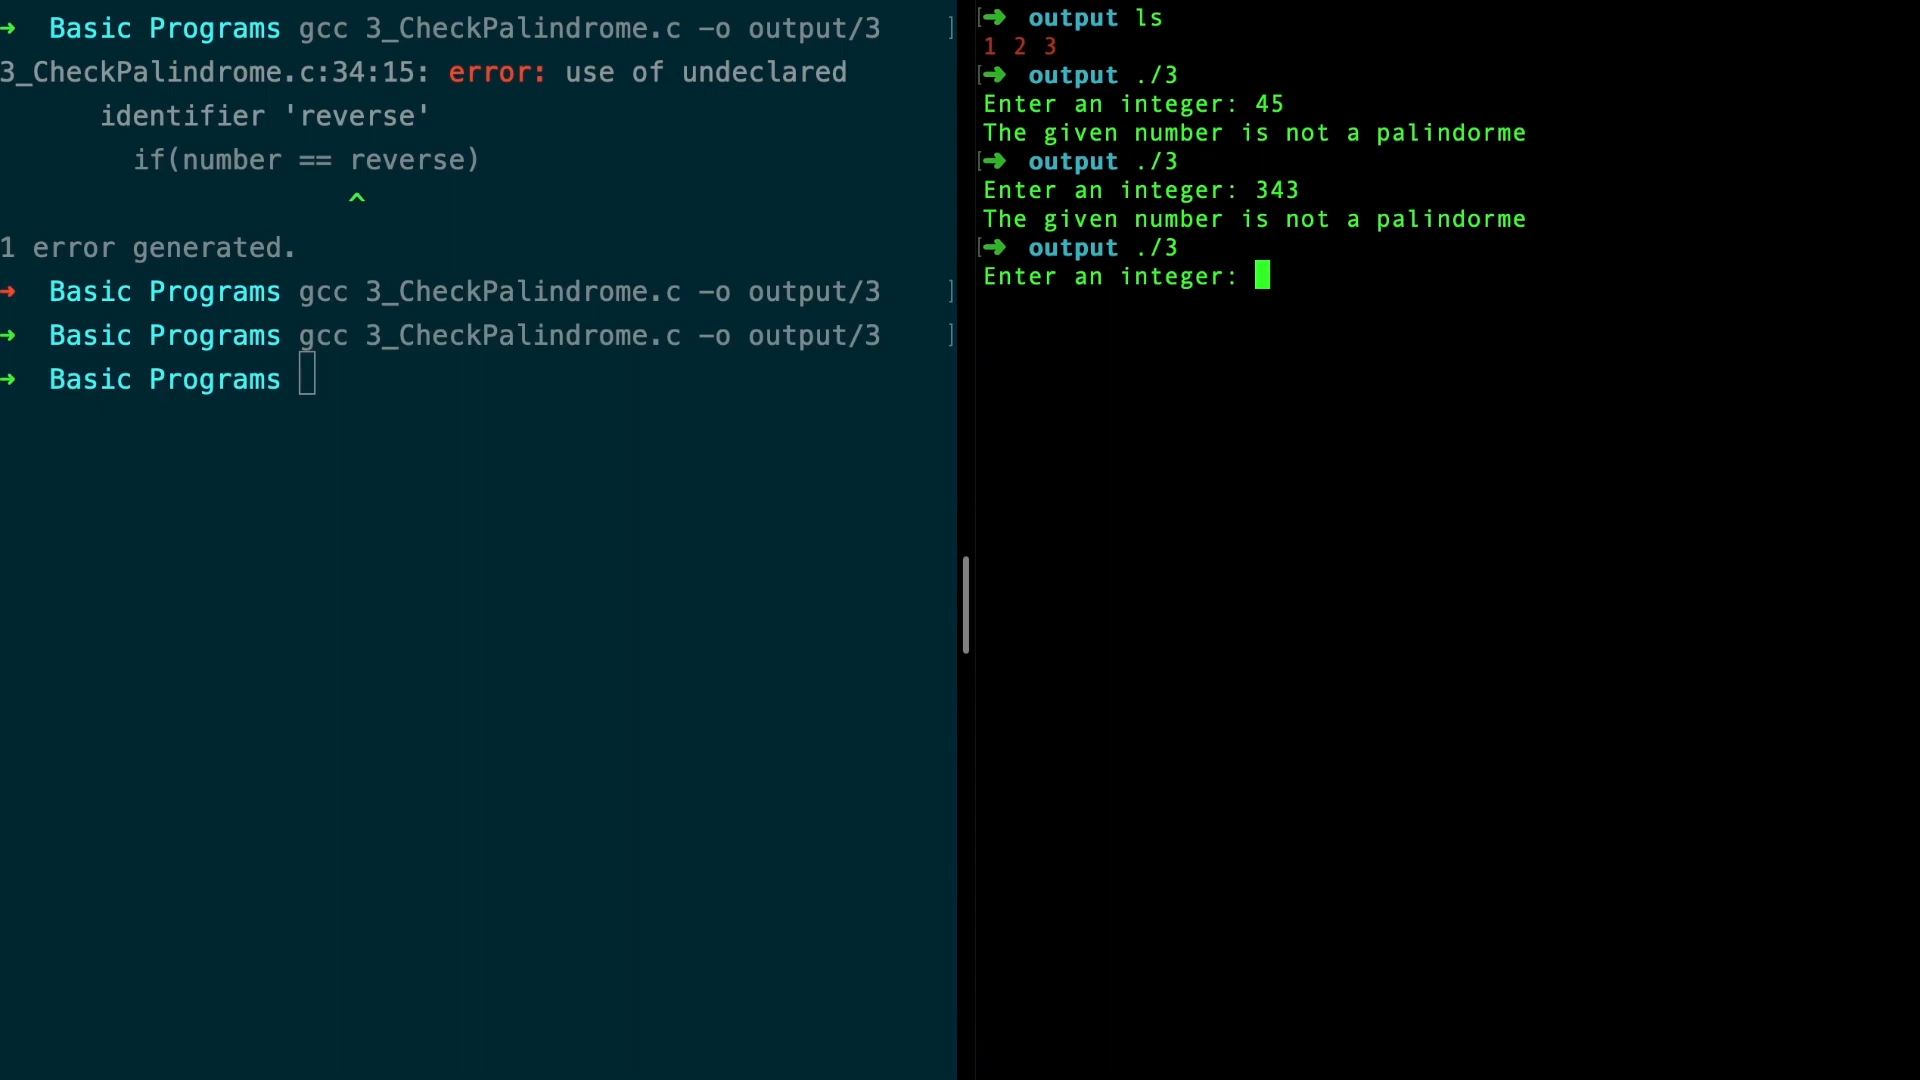 ➜ Basic Programs gcc 3_CheckPalindrome.c -o output/3 ]
3_CheckPalindrome.c:34:15: error: use of undeclared
identifier 'reverse'
if(number == reverse)
^
1 error generated.
➜ Basic Programs gcc 3_CheckPalindrome.c -o output/3 ]
➜ Basic Programs gcc 3_CheckPalindrome.c -o output/3 ]
➜ Basic Programs
[➜ output ls
1 2 3
[➜ output ./3
Enter an integer: 45
The given number is not a palindorme
[➜ output ./3
Enter an integer: 343
The given number is not a palindorme
[➜ output ./3
Enter an integer: